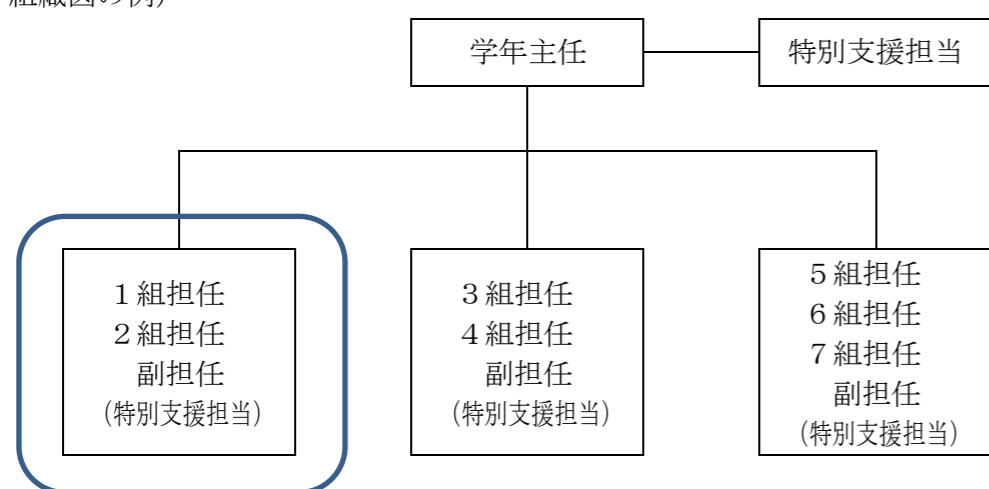 学年主任
特別支援担当
１組担任
２組担任
副担任
（特別支援担当）
３組担任
４組担任
副担任
（特別支援担当）
５組担任
６組担任
７組担任
副担任
（特別支援担当）